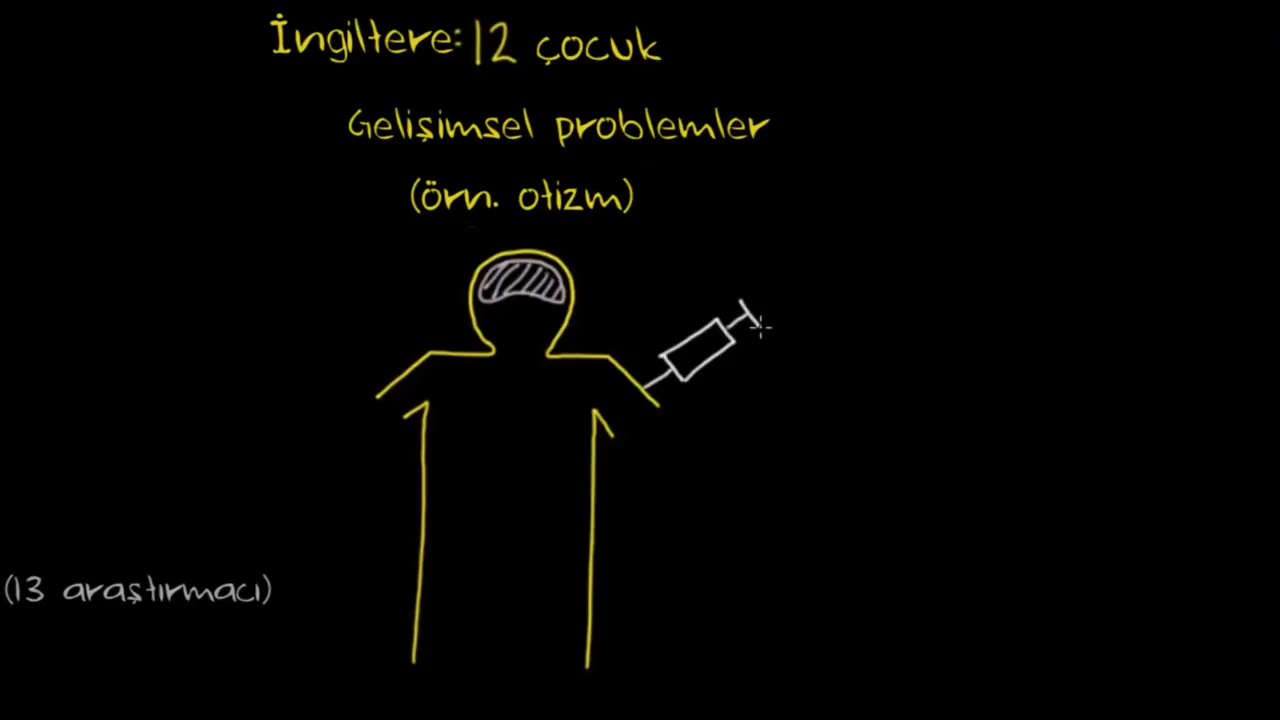 İngiltere: 12 çocuk
Gelişimsel problemler
(örn. otizm)
(13 araştırmacı)